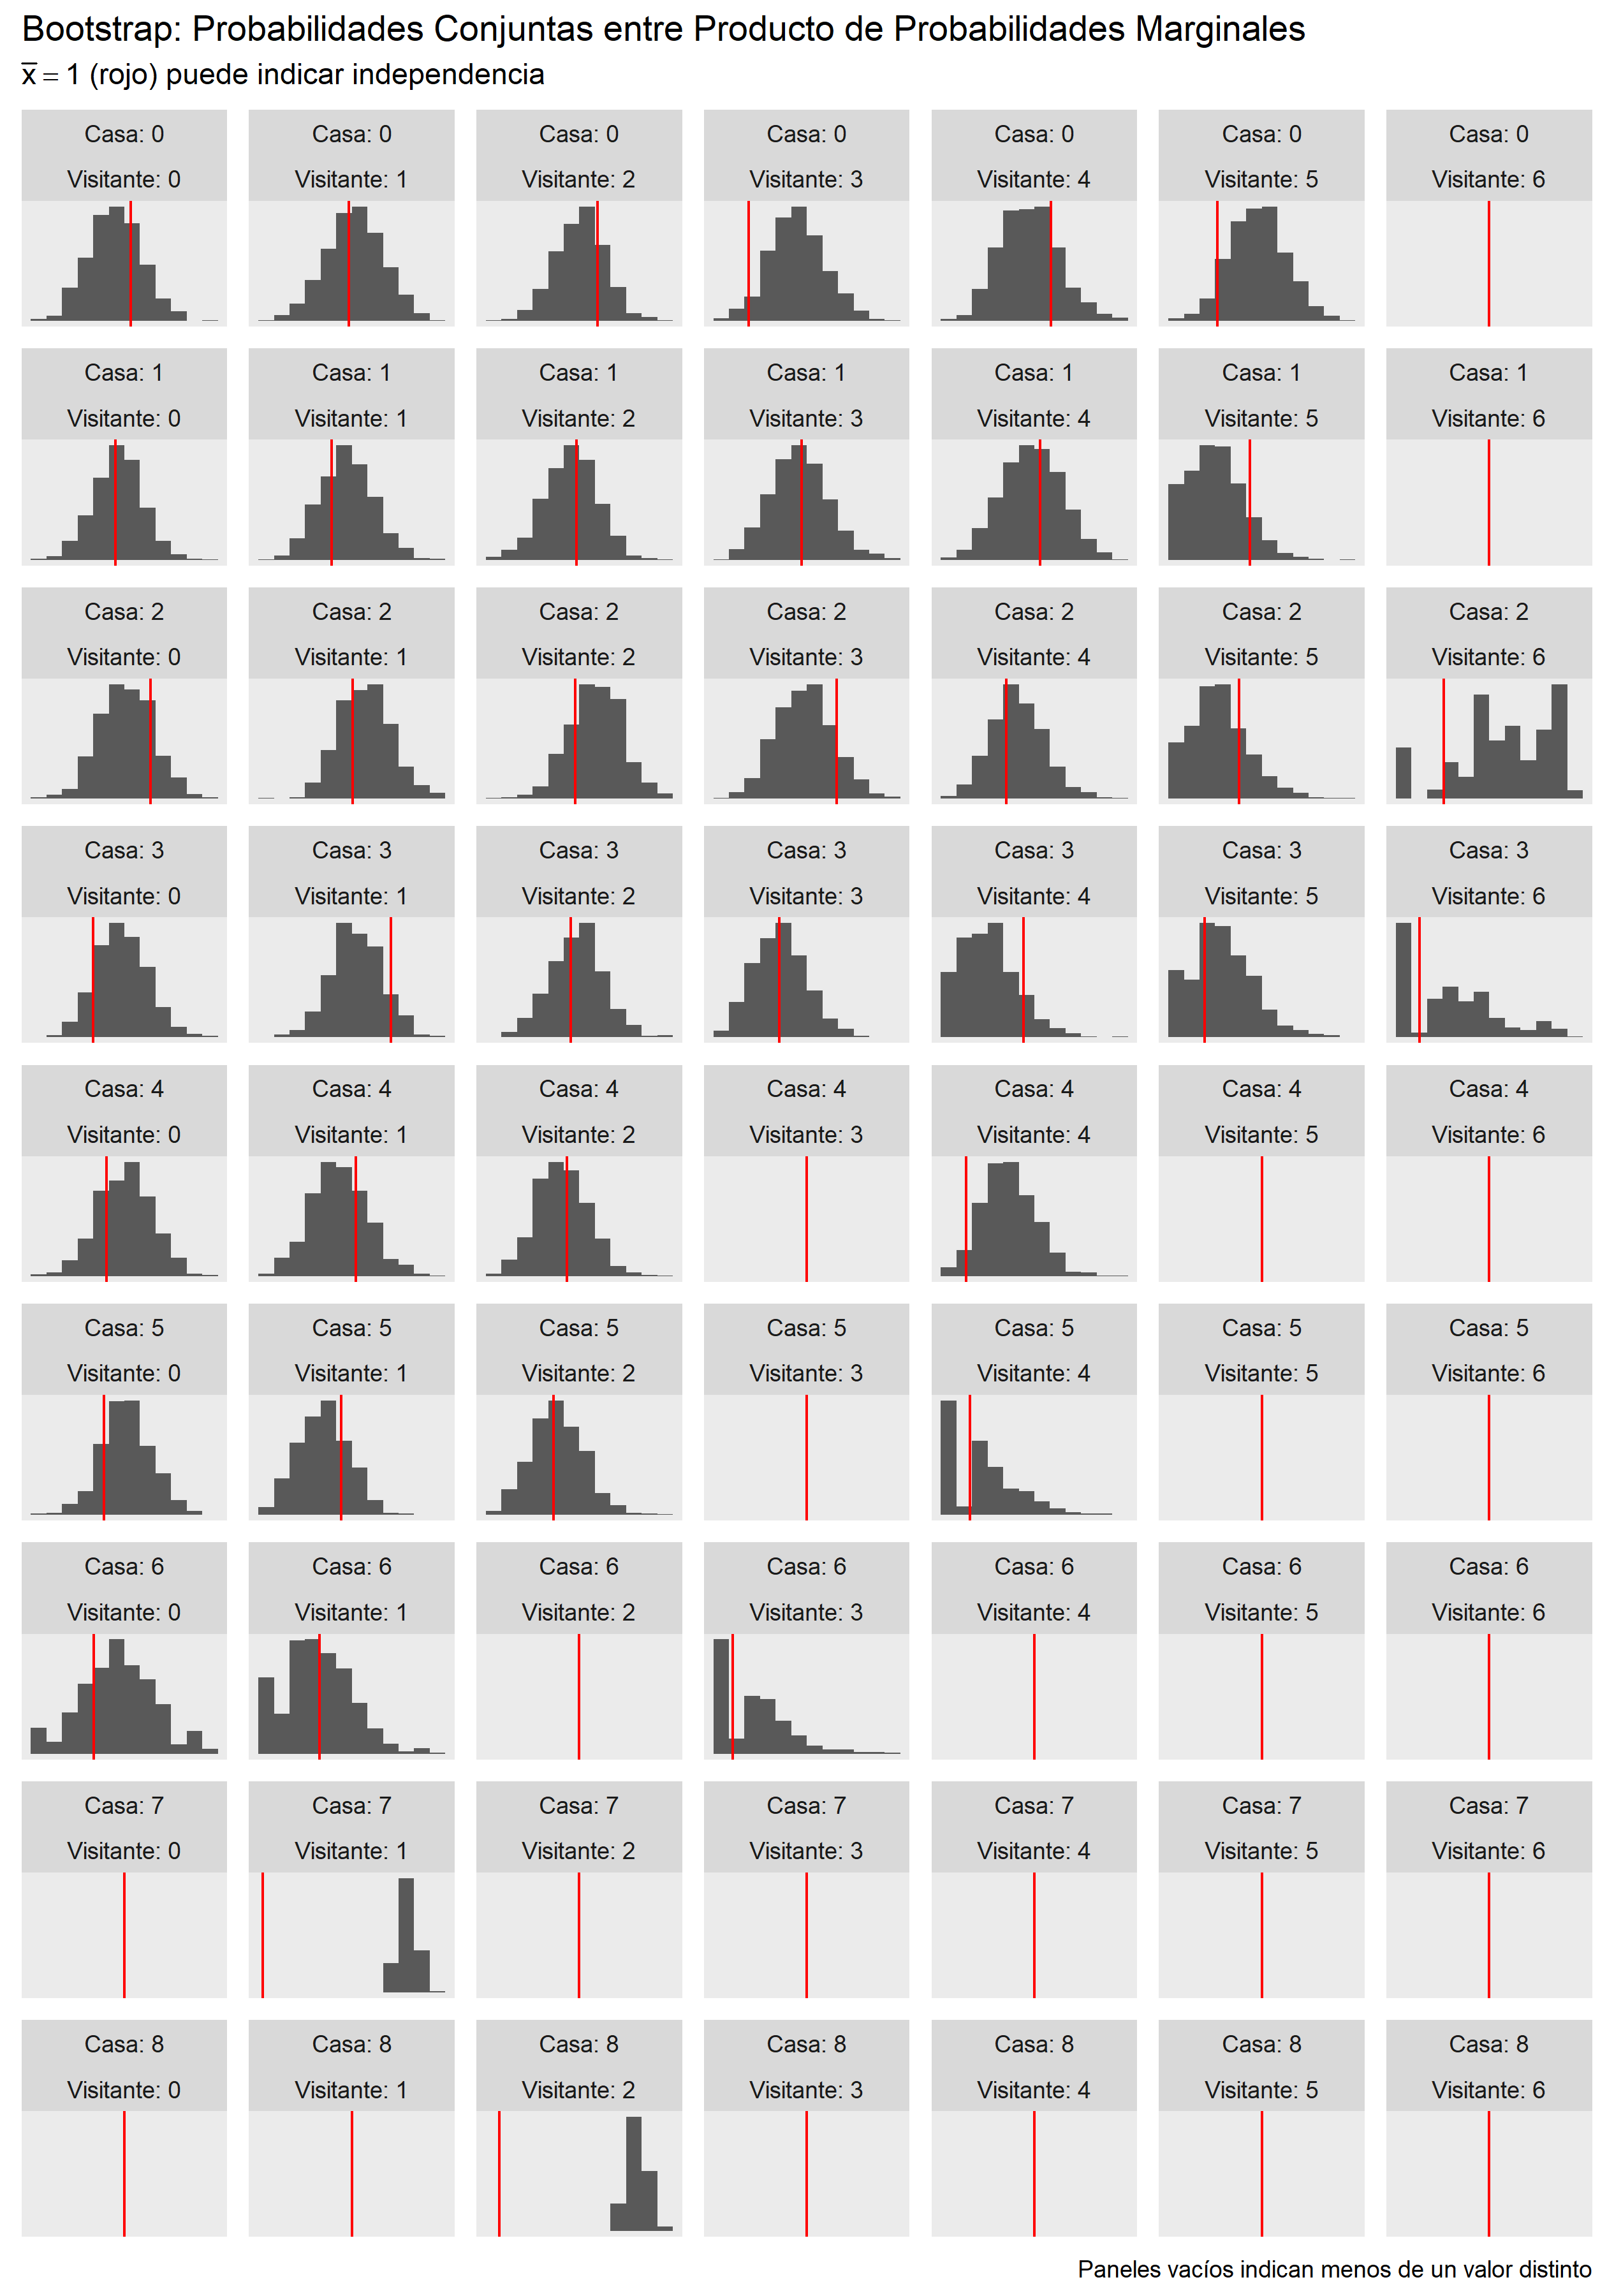 Bootstrap: Probabilidades Conjuntas entre Producto de Probabilidades Marginales
x̅ = 1 (rojo) puede indicar independencia
Casa: 0 Casa: 0 Casa: 0 Casa: 0 Casa: 0 Casa: 0 Casa: 0
Visitante: 0 Visitante: 1 Visitante: 2 Visitante: 3 Visitante: 4 Visitante: 5 Visitante: 6
Casa: 1 Casa: 1 Casa: 1 Casa: 1 Casa: 1 Casa: 1 Casa: 1
Visitante: 0 Visitante: 1 Visitante: 2 Visitante: 3 Visitante: 4 Visitante: 5 Visitante: 6
Casa: 2 Casa: 2 Casa: 2 Casa: 2 Casa: 2 Casa: 2 Casa: 2
Visitante: 0 Visitante: 1 Visitante: 2 Visitante: 3 Visitante: 4 Visitante: 5 Visitante: 6
Casa: 3 Casa: 3 Casa: 3 Casa: 3 Casa: 3 Casa: 3 Casa: 3
Visitante: 0 Visitante: 1 Visitante: 2 Visitante: 3 Visitante: 4 Visitante: 5 Visitante: 6
Casa: 4 Casa: 4 Casa: 4 Casa: 4 Casa: 4 Casa: 4 Casa: 4
Visitante: 0 Visitante: 1 Visitante: 2 Visitante: 3 Visitante: 4 Visitante: 5 Visitante: 6
Casa: 5 Casa: 5 Casa: 5 Casa: 5 Casa: 5 Casa: 5 Casa: 5
Visitante: 0 Visitante: 1 Visitante: 2 Visitante: 3 Visitante: 4 Visitante: 5 Visitante: 6
Casa: 6 Casa: 6 Casa: 6 Casa: 6 Casa: 6 Casa: 6 Casa: 6
Visitante: 0 Visitante: 1 Visitante: 2 Visitante: 3 Visitante: 4 Visitante: 5 Visitante: 6
Casa: 7 Casa: 7 Casa: 7 Casa: 7 Casa: 7 Casa: 7 Casa: 7
Visitante: 0 Visitante: 1 Visitante: 2 Visitante: 3 Visitante: 4 Visitante: 5 Visitante: 6
Casa: 8 Casa: 8 Casa: 8 Casa: 8 Casa: 8 Casa: 8 Casa: 8
Visitante: 0 Visitante: 1 Visitante: 2 Visitante: 3 Visitante: 4 Visitante: 5 Visitante: 6
Paneles vacíos indican menos de un valor distinto